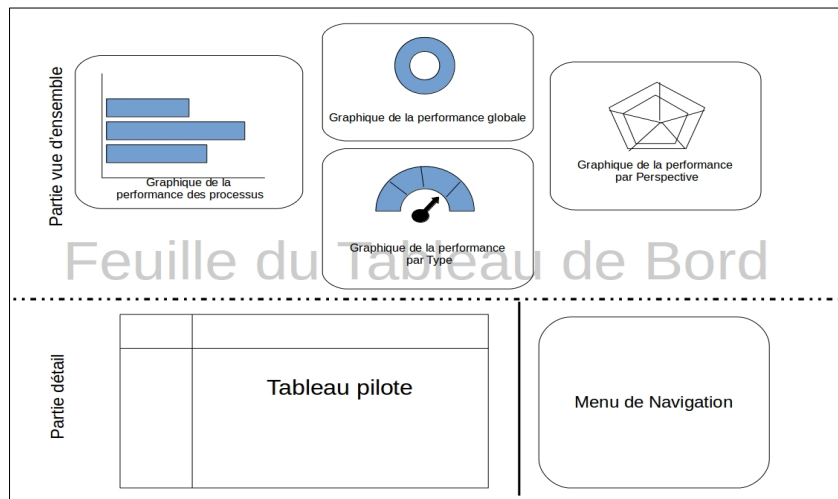 Partie vue d'ensemble
Graphique de la
performance des processus
Graphique de la performance globale
Graphique de la performance
par Type
Graphique de la performance
par Perspective
Feuille du Tableau de Bord
Partie détail
Tableau pilote
Menu de Navigation